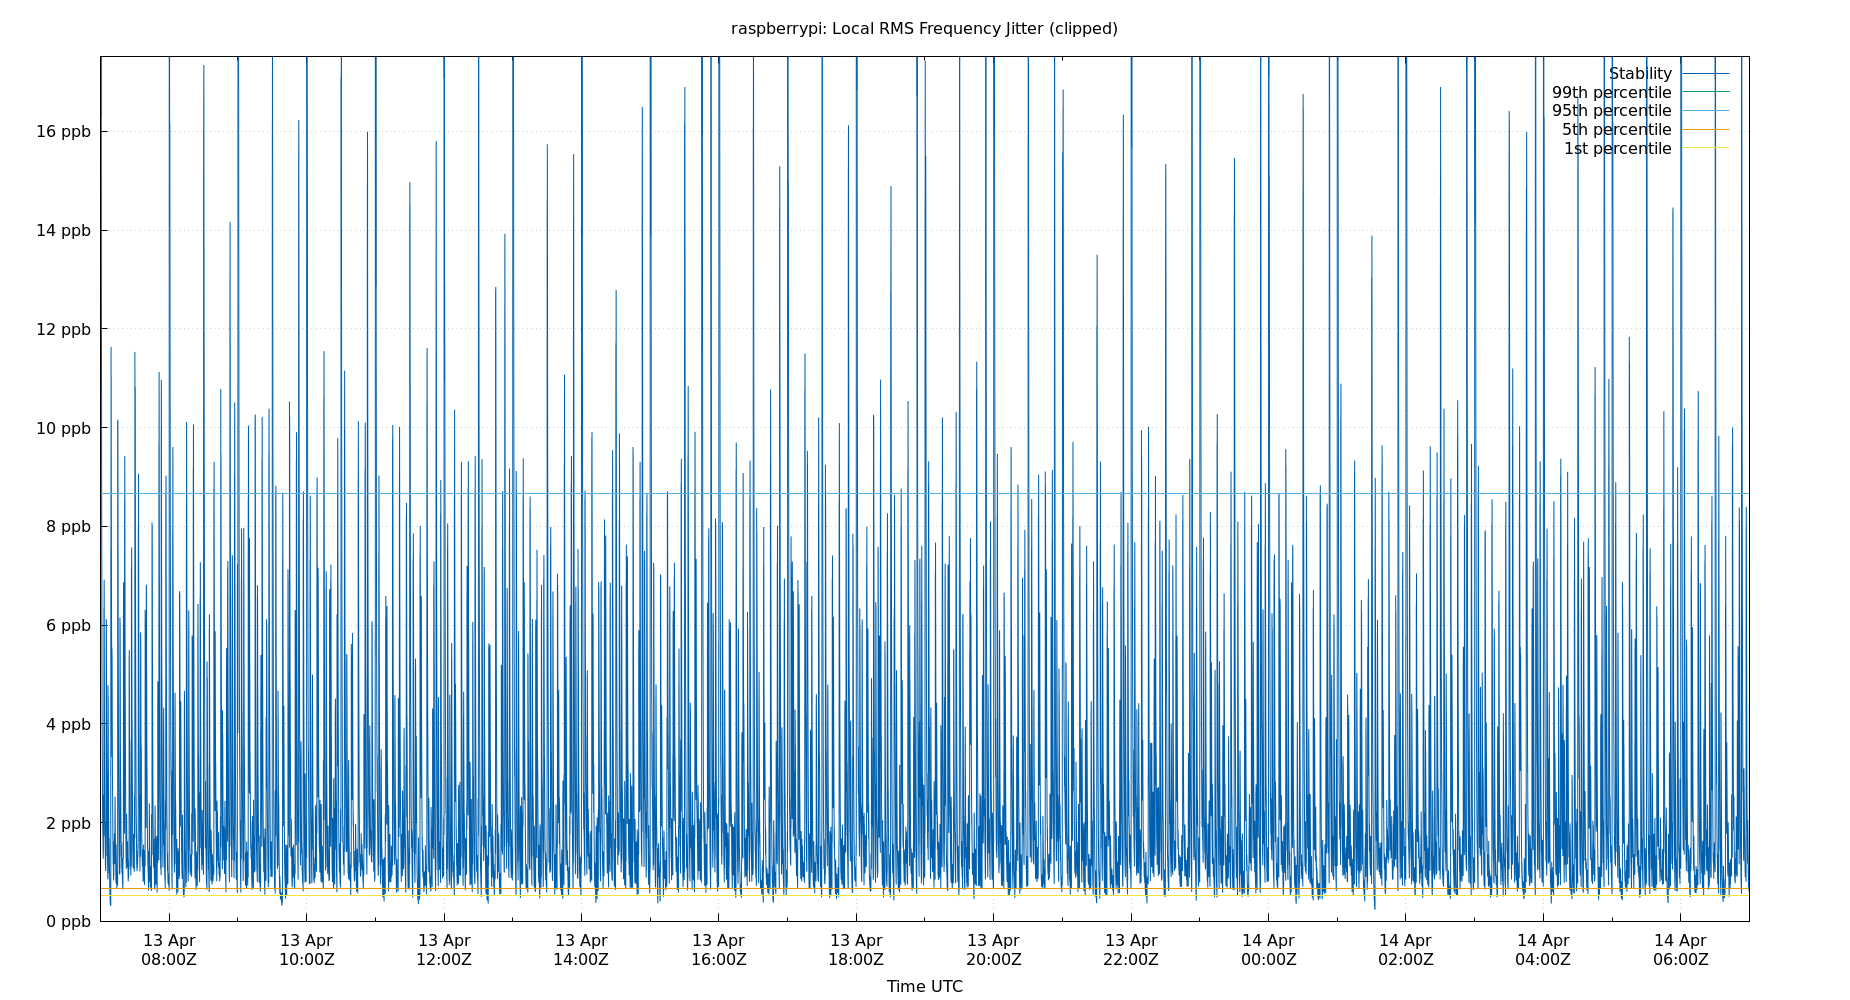 raspberrypi: Local RMS Frequency Jitter (clipped)
Stability
99th percentile
95th percentile
5th percentile
1st percentile
16 ppb
14 ppb
12 ppb
10 ppb
8 ppb
6 ppb
4 ppb
2 ppb
0 ppb
13 Apr 13 Apr 13 Apr 13 Apr 13 Apr 13 Apr 13 Apr 13 Apr 14 Apr 14 Apr 14 Apr 14 Apr
08:00Z 10:00Z 12:00Z 14:00Z 16:00Z 18:00Z 20:00Z 22:00Z 00:00Z 02:00Z 04:00Z 06:00Z
Time UTC